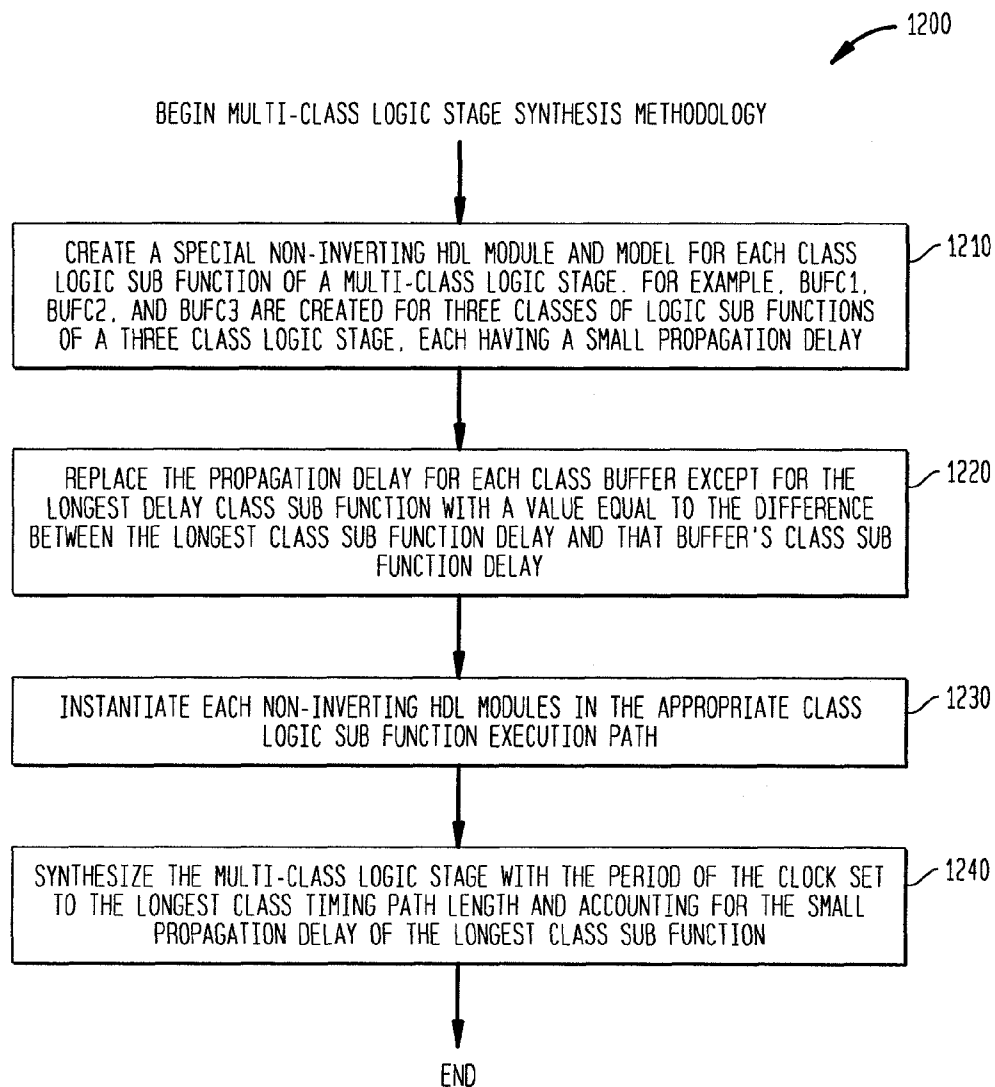 1200
BEGIN MULTI-CLASS LOGIC STAGE SYNTHESIS METHODOLOGY
1210
CREATE A SPECIAL NON-INVERTING HDL MODULE AND MODEL FOR EACH CLASS
LOGIC SUB FUNCTION OF A MULTI-CLASS LOGIC STAGE. FOR EXAMPLE, BUFC1,
BUFC2, AND BUFC3 ARE CREATED FOR THREE CLASSES OF LOGIC SUB FUNCTIONS
OF A THREE CLASS LOGIC STAGE, EACH HAVING A SMALL PROPAGATION DELAY
1220
REPLACE THE PROPAGATION DELAY FOR EACH CLASS BUFFER EXCEPT FOR THE
LONGEST DELAY CLASS SUB FUNCTION WITH A VALUE EQUAL TO THE DIFFERENCE
BETWEEN THE LONGEST CLASS SUB FUNCTION DELAY AND THAT BUFFER'S CLASS SUB
FUNCTION DELAY
1230
INSTANTIATE EACH NON-INVERTING HDL MODULES IN THE APPROPRIATE CLASS
LOGIC SUB FUNCTION EXECUTION PATH
1240
SYNTHESIZE THE MULTI-CLASS LOGIC STAGE WITH THE PERIOD OF THE CLOCK SET
TO THE LONGEST CLASS TIMING PATH LENGTH AND ACCOUNTING FOR THE SMALL
PROPAGATION DELAY OF THE LONGEST CLASS SUB FUNCTION
END